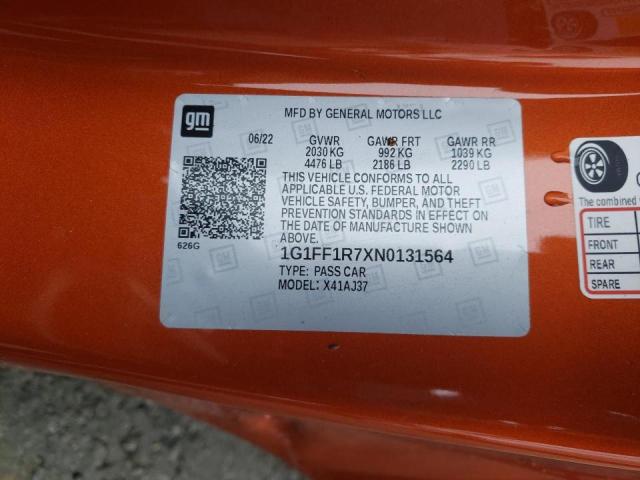 gm
MFD BY GENERAL MOTORS LLC
06/22 GVWR GAWR FRT GAWR RR
2030 KG 992 KG 1039 KG
4476 LB 2186 LB 2290 LB
THIS VEHICLE CONFORMS TO ALL
APPLICABLE U.S. FEDERAL MOTOR
VEHICLE SAFETY, BUMPER, AND THEFT
PREVENTION STANDARDS IN EFFECT ON
THE DATE OF MANUFACTURE SHOWN
ABOVE.
626G
1G1FF1R7XN0131564
TYPE: PASS CAR
MODEL: X41AJ37
The combined
TIRE
FRONT
REAR
SPARE